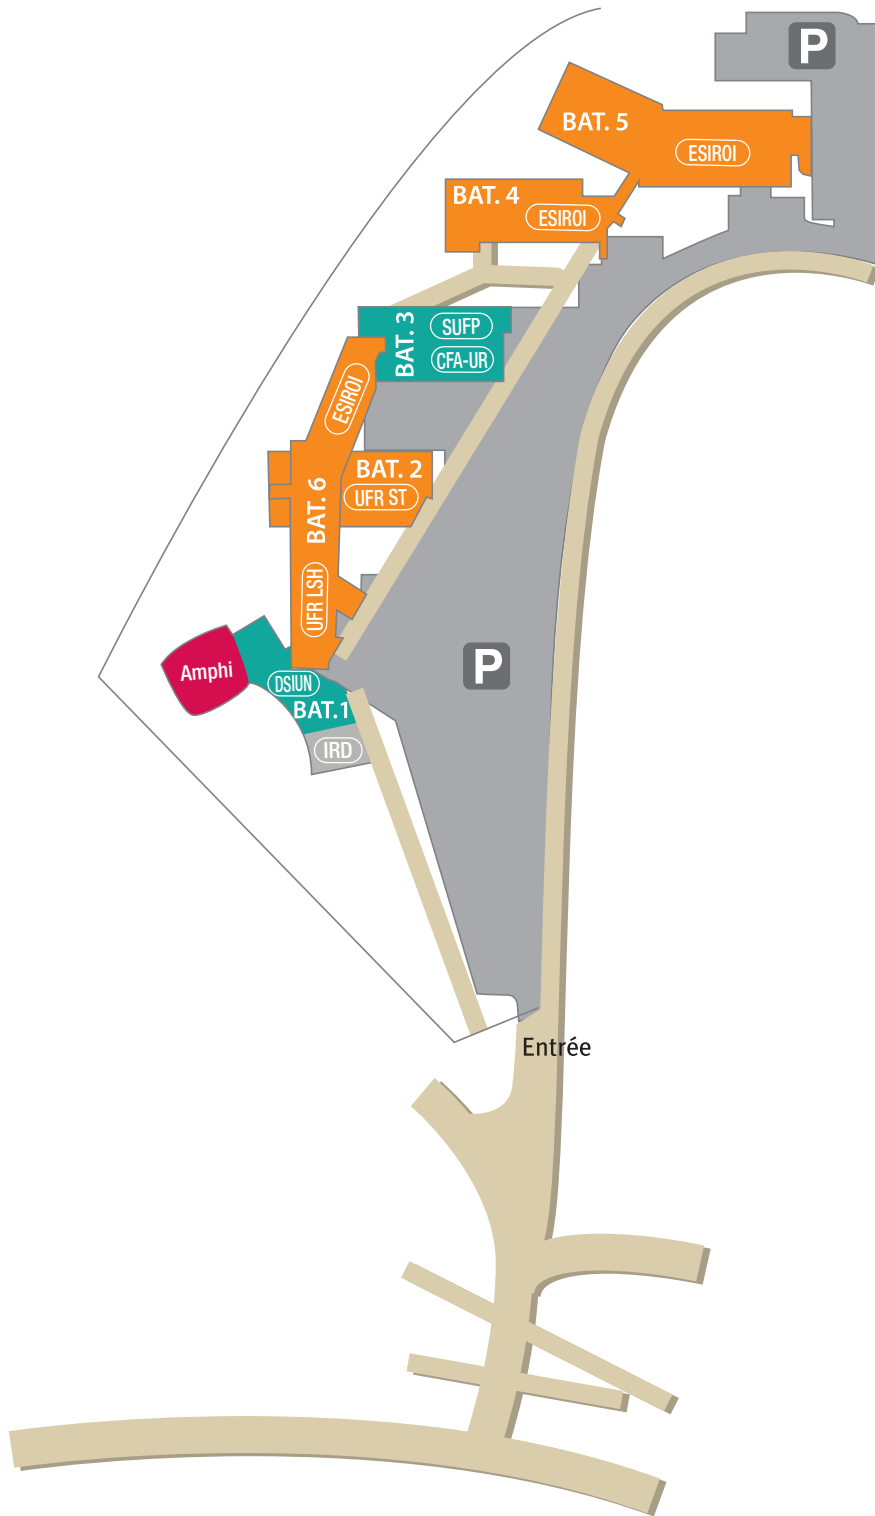 P
BAT. 5
ESIROI
BAT. 4
ESIROI
BAT. 3
SUFP
CFA-UR
ESIROI
BAT. 2
UFR ST
BAT. 6
UFR LSH
P
Amphi
DSIUN
BAT.1
IRD
Entrée